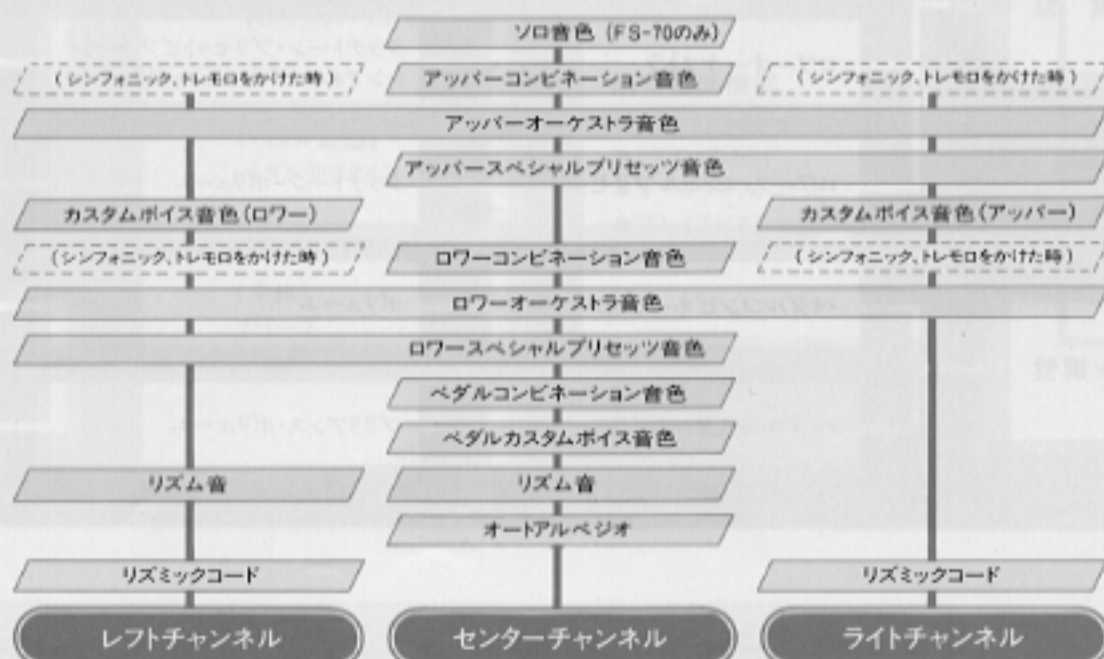 ソロ音色 (FS-70のみ)
(シンフォニック、トレモロをかけた時)
アッパーコンビネーション音色
(シンフォニック、トレモロをかけた時)
アッパーオーケストラ音色
アッパースペシャルプリセッツ音色
カスタムボイス音色(ロワー)
カスタムボイス音色(アッパー)
(シンフォニック、トレモロをかけた時)
ロワーコンビネーション音色
(シンフォニック、トレモロをかけた時)
ロワーオーケストラ音色
ロワースペシャルプリセッツ音色
ペダルコンビネーション音色
ペダルカスタムボイス音色
リズム音
リズム音
オートアルペジオ
リズミックコード
リズミックコード
レフトチャンネル
センターチャンネル
ライトチャンネル